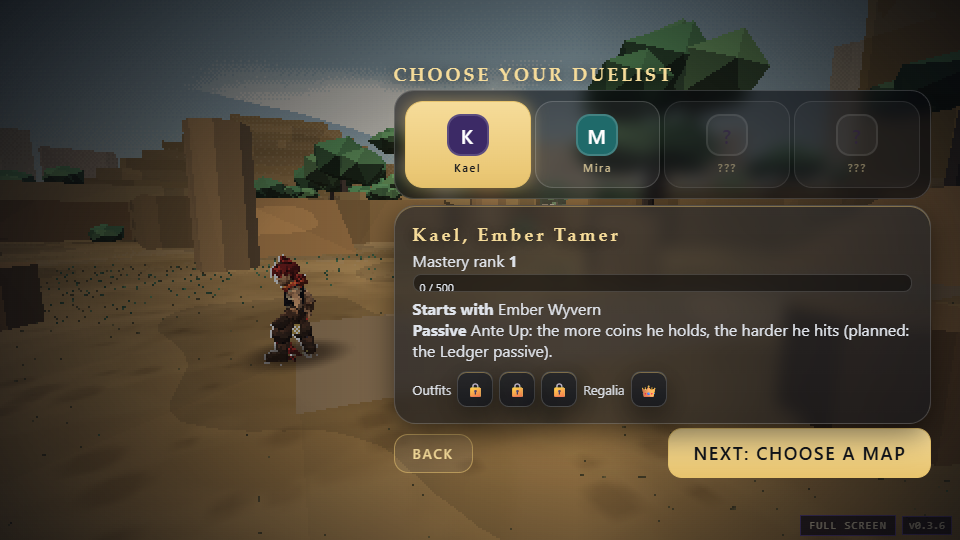 CHOOSE YOUR DUELIST
K
M
?
?
Kael
Mira
???
???
Kael, Ember Tamer
Mastery rank 1
0 / 500
Starts with Ember Wyvern
Passive Ante Up: the more coins he holds, the harder he hits (planned:
the Ledger passive).
Outfits
Regalia
BACK
NEXT: CHOOSE A MAP
FULL SCREEN
v0.3.6